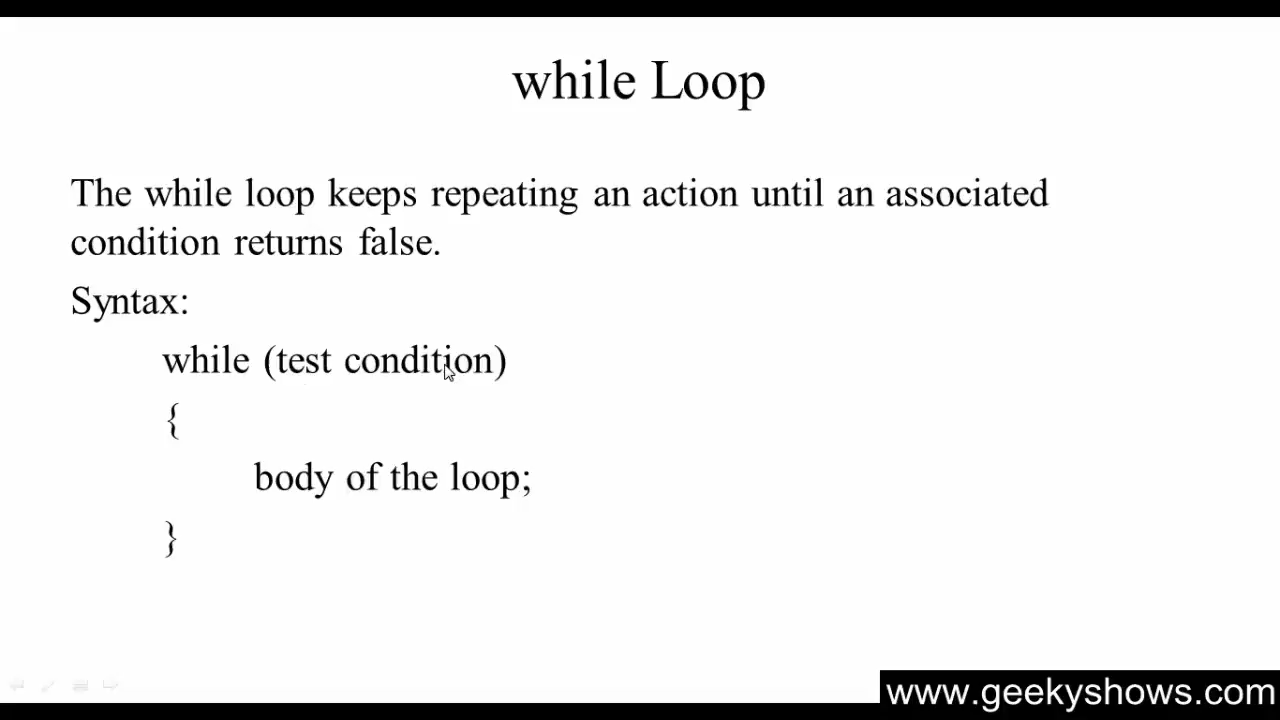 while Loop
The while loop keeps repeating an action until an associated
condition returns false.
Syntax:
while (test condition)
{
body of the loop;
}
www.geekyshows.com